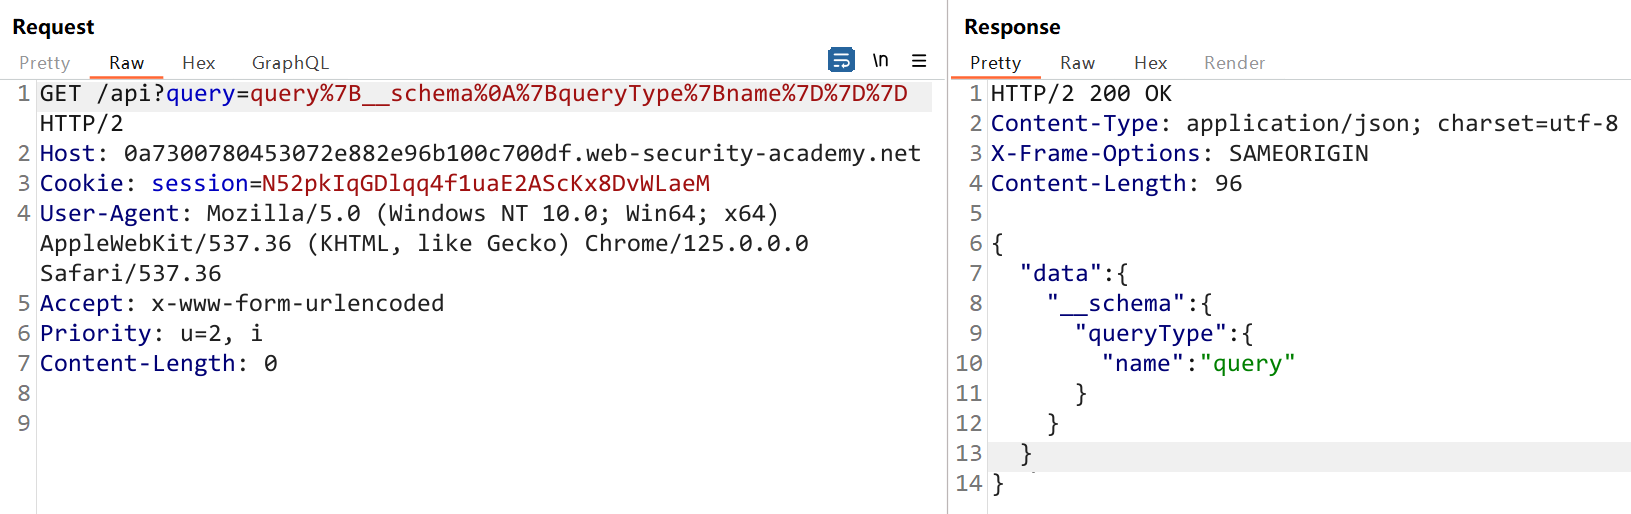 Request
Pretty Raw Hex GraphQL \n
1 GET /api?query=query%7B__schema%0A%7BqueryType%7Bname%7D%7D%7D
HTTP/2
2 Host: 0a7300780453072e882e96b100c700df.web-security-academy.net
3 Cookie: session=N52pkIqGDlqq4f1uaE2AScKx8DvWLaeM
4 User-Agent: Mozilla/5.0 (Windows NT 10.0; Win64; x64)
AppleWebKit/537.36 (KHTML, like Gecko) Chrome/125.0.0.0
Safari/537.36
5 Accept: x-www-form-urlencoded
6 Priority: u=2, i
7 Content-Length: 0
8
9
Response
Pretty Raw Hex Render
1 HTTP/2 200 OK
2 Content-Type: application/json; charset=utf-8
3 X-Frame-Options: SAMEORIGIN
4 Content-Length: 96
5
6 {
7 "data":{
8 "__schema":{
9 "queryType":{
10 "name":"query"
11 }
12 }
13 }
14 }